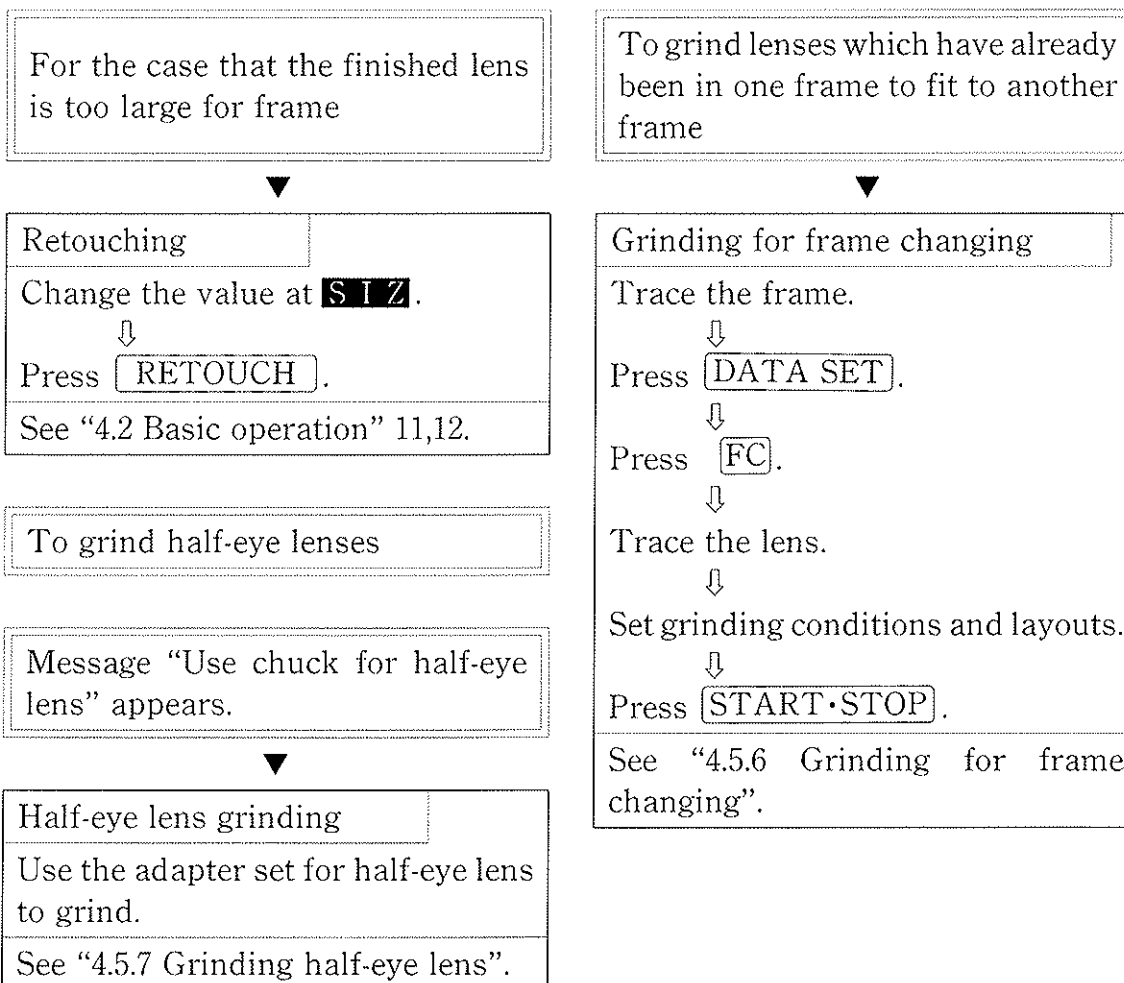 For the case that the finished lens
is too large for frame
Retouching
Change the value at SIZ.
Press RETOUCH.
See “4.2 Basic operation” 11,12.
To grind half-eye lenses
Message “Use chuck for half-eye
lens” appears.
Half-eye lens grinding
Use the adapter set for half-eye lens
to grind.
See “4.5.7 Grinding half-eye lens”.
To grind lenses which have already
been in one frame to fit to another
frame
Grinding for frame changing
Trace the frame.
Press DATA SET.
Press FC.
Trace the lens.
Set grinding conditions and layouts.
Press START·STOP.
See “4.5.6 Grinding for frame
changing”.